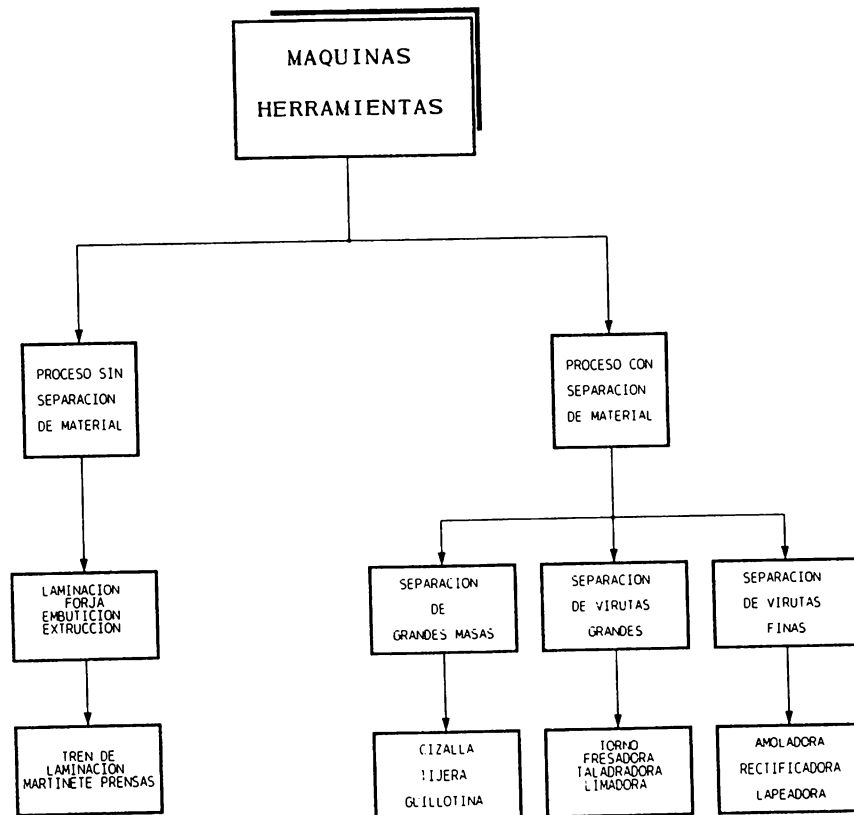 MAQUINAS
HERRAMIENTAS
PROCESO SIN
SEPARACION
DE MATERIAL
PROCESO CON
SEPARACION
DE MATERIAL
LAMINACION
FORJA
EMBUTICION
EXTRUCCION
SEPARACION
DE
GRANDES MASAS
SEPARACION
DE VIRUTAS
GRANDES
SEPARACION
DE VIRUTAS
FINAS
TREN DE
LAMINACION
MARTINETE PRENSAS
CIZALLA
TIJERA
GUILLOTINA
TORNO
FRESADORA
TALADRADORA
LIMADORA
AMOLADORA
RECTIFICADORA
LAPEADORA